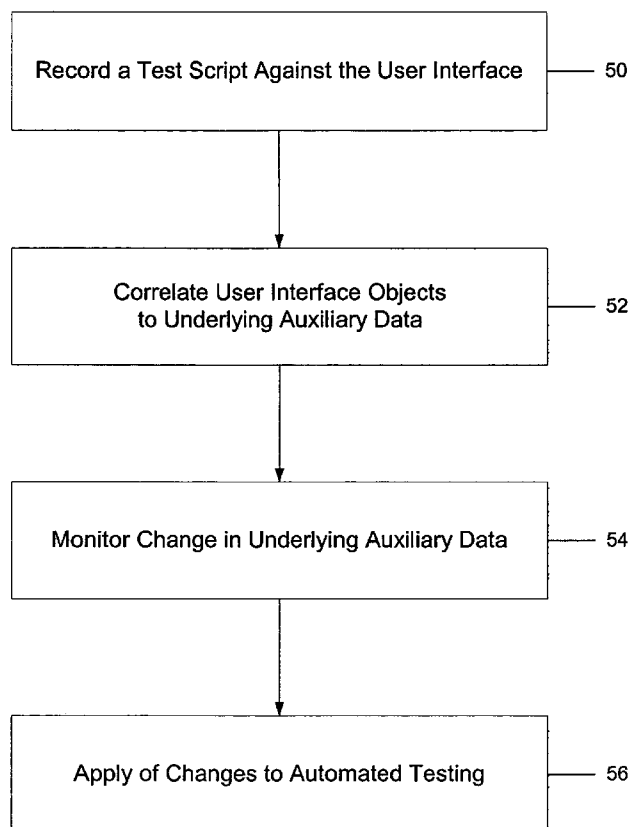 Record a Test Script Against the User Interface
50
Correlate User Interface Objects
to Underlying Auxiliary Data
52
Monitor Change in Underlying Auxiliary Data
54
Apply of Changes to Automated Testing
56